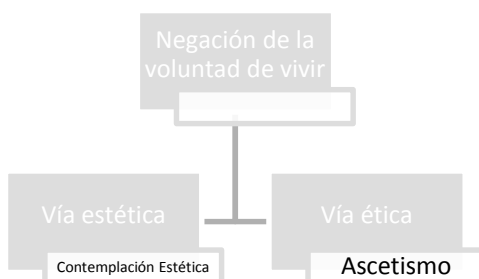 Negación de la
voluntad de vivir
Vía estética
Vía ética
Contemplación Estética
Ascetismo